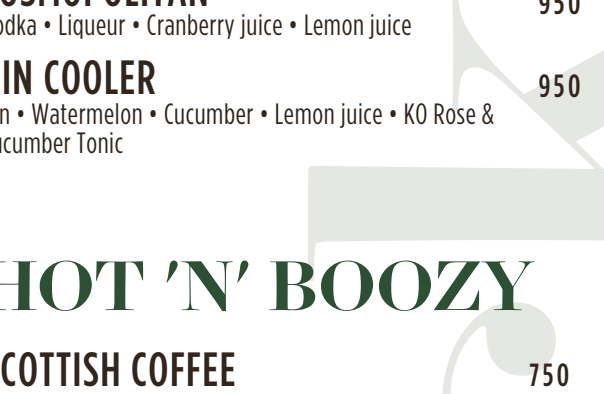 OSMOPOLITAN 950
odka • Liqueur • Cranberry juice • Lemon juice
IN COOLER 950
n • Watermelon • Cucumber • Lemon juice • KO Rose &
ucumber Tonic
HOT 'N' BOOZY
COTTISH COFFEE 750